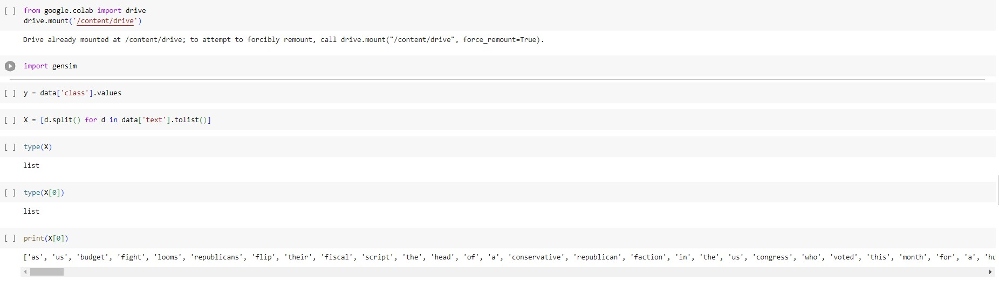 [ ] from google.colab import drive
drive.mount('/content/drive')
Drive already mounted at /content/drive; to attempt to forcibly remount, call drive.mount("/content/drive", force_remount=True).
import gensim
[ ] y = data['class'].values
[ ] X = [d.split() for d in data['text'].tolist()]
[ ] type(X)
list
[ ] type(X[0])
list
[ ] print(X[0])
['as', 'us', 'budget', 'fight', 'looms', 'republicans', 'flip', 'their', 'fiscal', 'script', 'the', 'head', 'of', 'a', 'conservative', 'republican', 'faction', 'in', 'the', 'us', 'congress', 'who', 'voted', 'this', 'month', 'for', 'a', 'hu